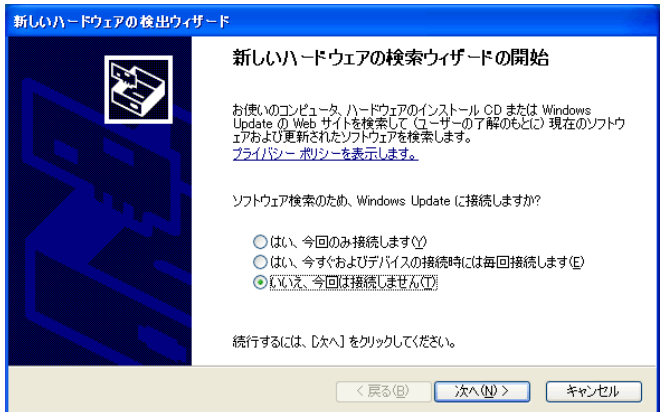 新しいハードウェアの検出ウィザード
新しいハードウェアの検索ウィザードの開始
お使いのコンピュータ、ハードウェアのインストール CD または Windows
Update の Web サイトを検索して (ユーザーの了解のもとに) 現在のソフトウ
ェアおよび更新されたソフトウェアを検索します。
プライバシー ポリシーを表示します。
ソフトウェア検索のため、Windows Update に接続しますか?
はい、今回のみ接続します(Y)
はい、今すぐおよびデバイスの接続時には毎回接続します(E)
いいえ、今回は接続しません(T)
続行するには、[次へ] をクリックしてください。
< 戻る(B) 次へ(N) > キャンセル